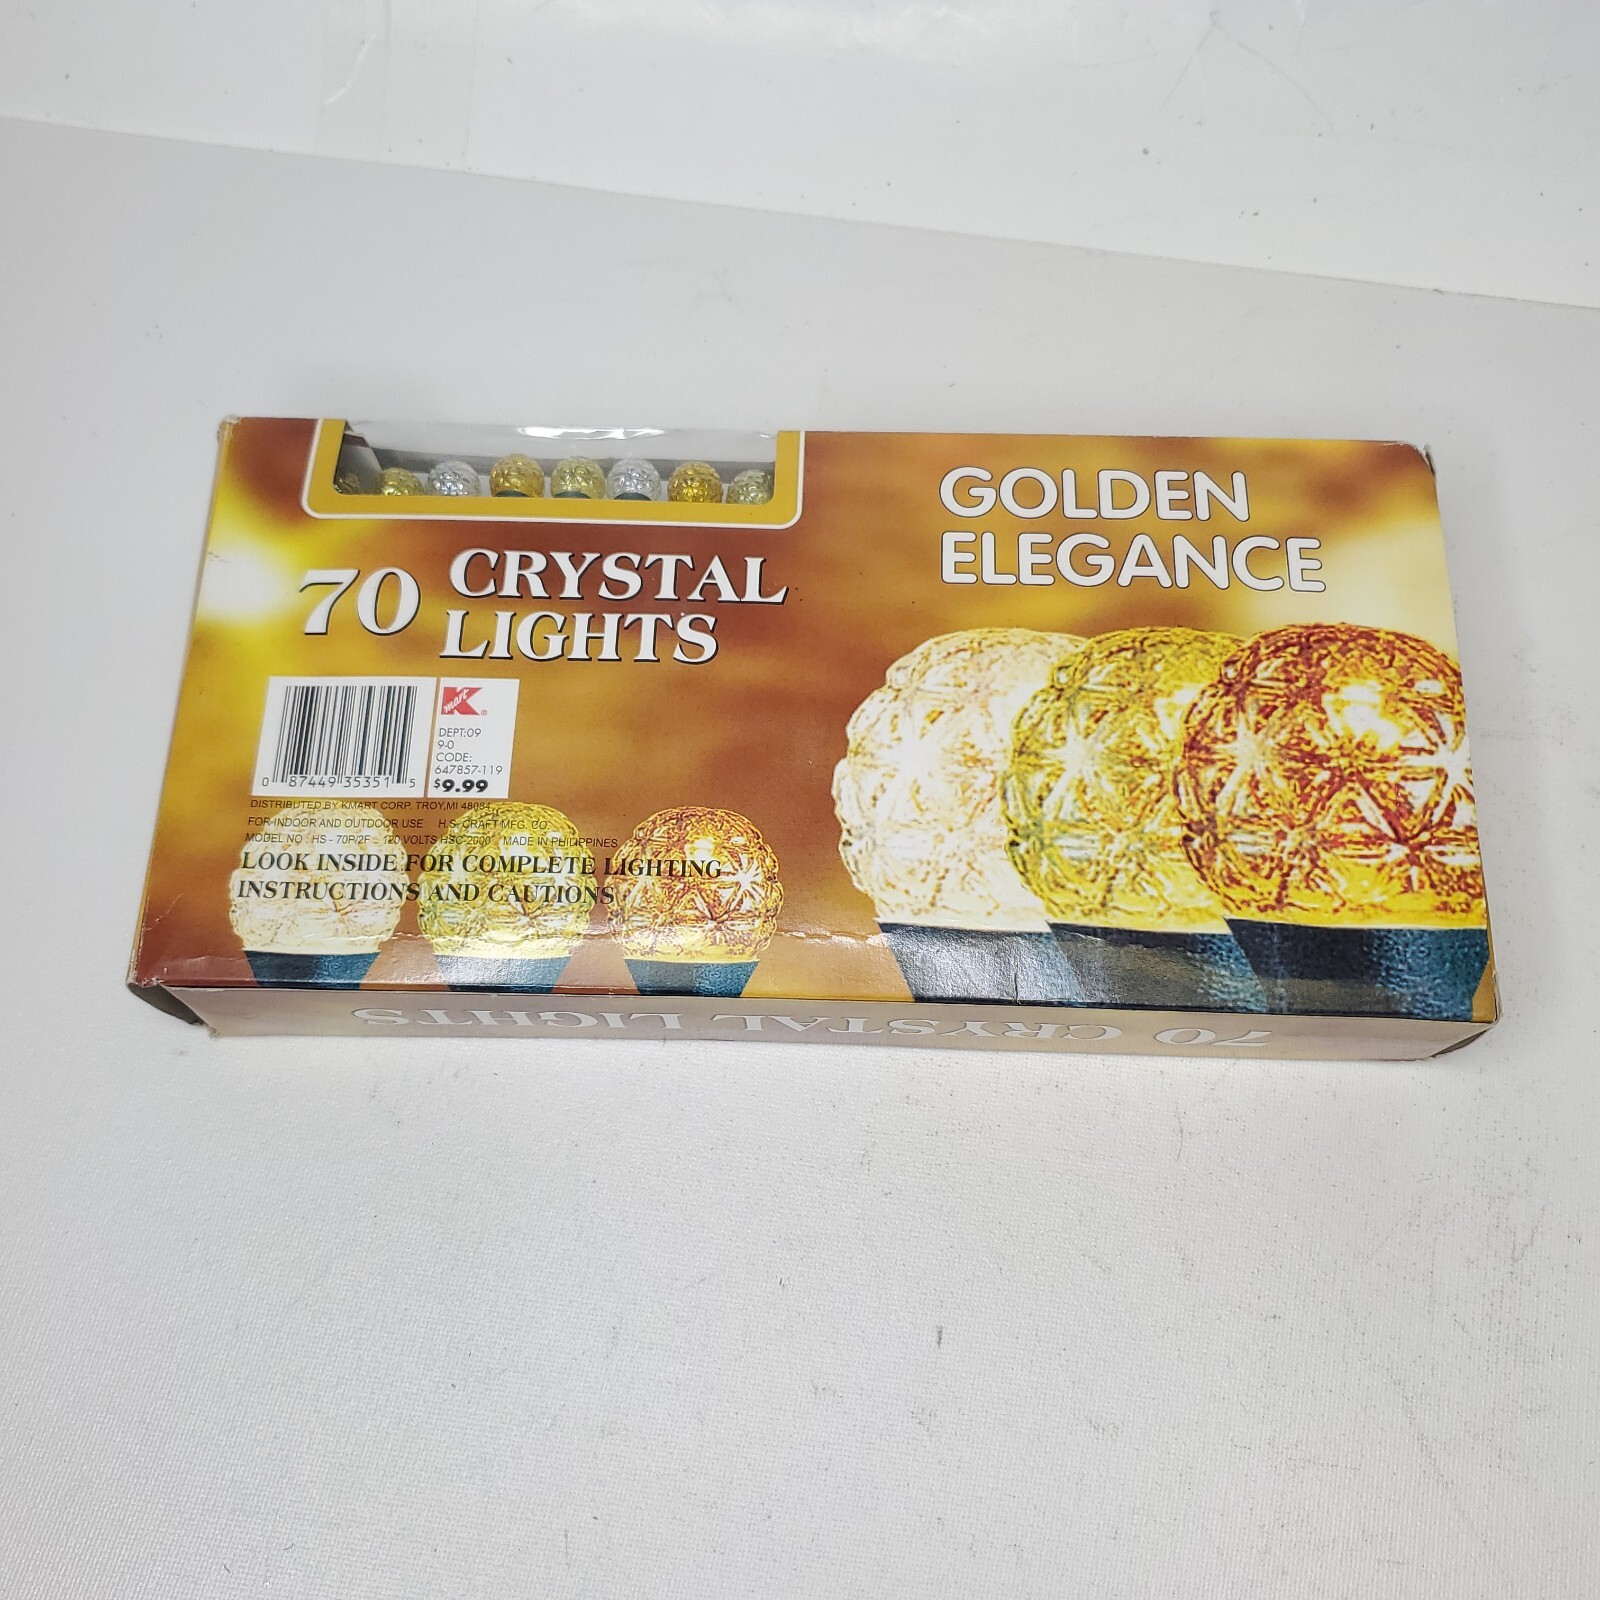 GOLDEN
ELEGANCE
70 CRYSTAL
LIGHTS
0 87449 35351 5
Kmart ®
DEPT:09
9-0
CODE:
647857-119
$9.99
DISTRIBUTED BY KMART CORP. TROY,MI 48084
FOR INDOOR AND OUTDOOR USE H.S. CRAFT MFG. CO.
MODEL NO : HS - 70P/2F - 120 VOLTS HSC-2000 MADE IN PHILIPPINES
LOOK INSIDE FOR COMPLETE LIGHTING
INSTRUCTIONS AND CAUTIONS
70 CRYSTAL LIGHTS